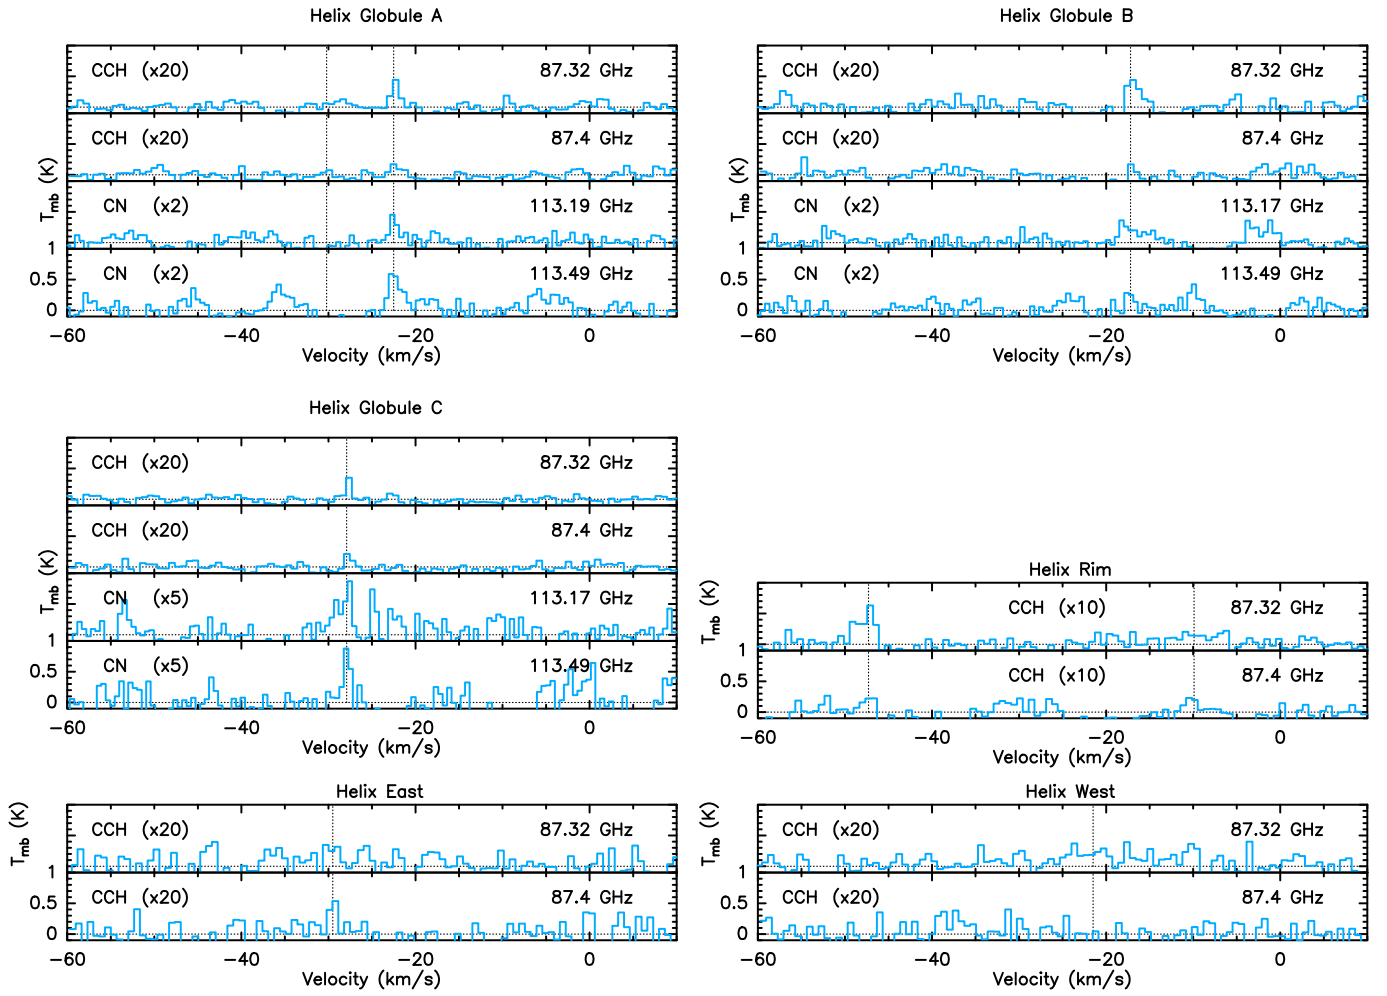 Helix Globule A
CCH (x20) 87.32 GHz
CCH (x20) 87.4 GHz
CN (x2) 113.19 GHz
CN (x2) 113.49 GHz
T_mb (K)
1
0.5
0
−60 −40 −20 0
Velocity (km/s)
Helix Globule B
CCH (x20) 87.32 GHz
CCH (x20) 87.4 GHz
CN (x2) 113.17 GHz
CN (x2) 113.49 GHz
T_mb (K)
1
0.5
0
−60 −40 −20 0
Velocity (km/s)
Helix Globule C
CCH (x20) 87.32 GHz
CCH (x20) 87.4 GHz
CN (x5) 113.17 GHz
CN (x5) 113.49 GHz
T_mb (K)
1
0.5
0
−60 −40 −20 0
Velocity (km/s)
Helix Rim
CCH (x10) 87.32 GHz
CCH (x10) 87.4 GHz
T_mb (K)
1
0.5
0
−60 −40 −20 0
Velocity (km/s)
Helix East
CCH (x20) 87.32 GHz
CCH (x20) 87.4 GHz
T_mb (K)
1
0.5
0
−60 −40 −20 0
Velocity (km/s)
Helix West
CCH (x20) 87.32 GHz
CCH (x20) 87.4 GHz
T_mb (K)
1
0.5
0
−60 −40 −20 0
Velocity (km/s)